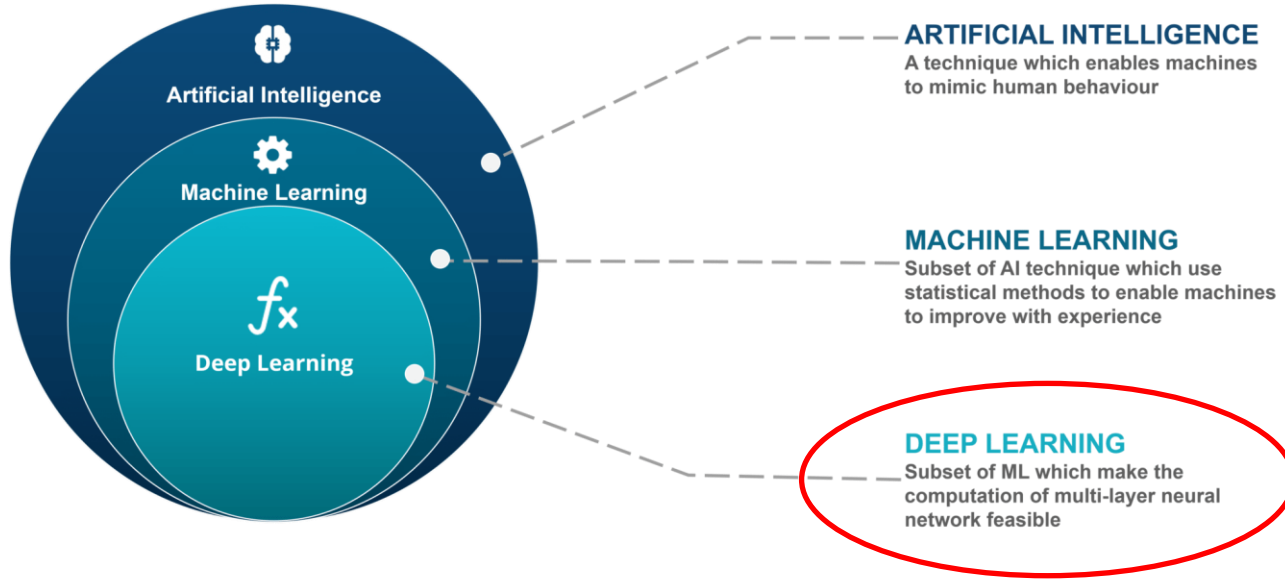 Artificial Intelligence
Machine Learning
fx
Deep Learning
ARTIFICIAL INTELLIGENCE
A technique which enables machines
to mimic human behaviour
MACHINE LEARNING
Subset of AI technique which use
statistical methods to enable machines
to improve with experience
DEEP LEARNING
Subset of ML which make the
computation of multi-layer neural
network feasible